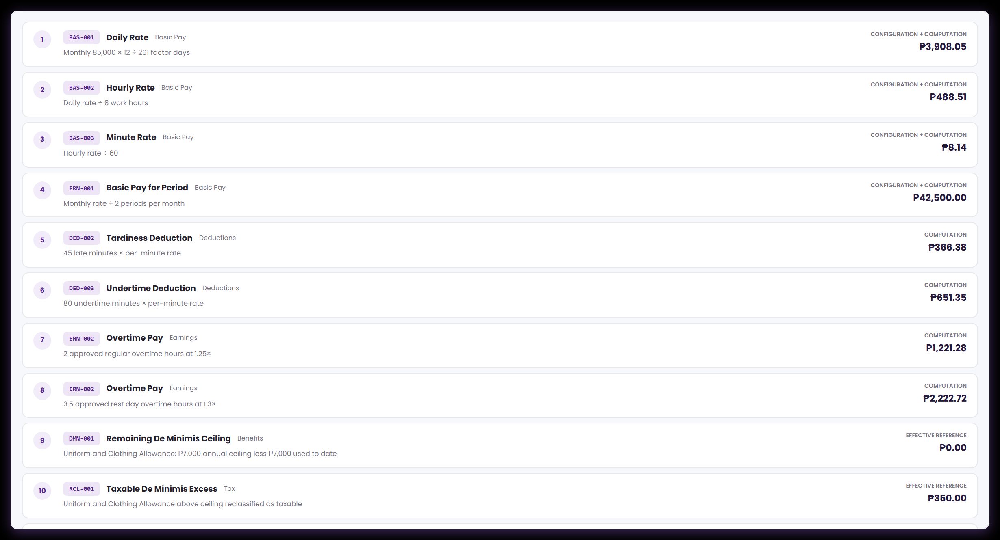 1 BAS-001 Daily Rate Basic Pay CONFIGURATION + COMPUTATION
Monthly 85,000 × 12 ÷ 261 factor days ₱3,908.05
2 BAS-002 Hourly Rate Basic Pay CONFIGURATION + COMPUTATION
Daily rate ÷ 8 work hours ₱488.51
3 BAS-003 Minute Rate Basic Pay CONFIGURATION + COMPUTATION
Hourly rate ÷ 60 ₱8.14
4 ERN-001 Basic Pay for Period Basic Pay CONFIGURATION + COMPUTATION
Monthly rate ÷ 2 periods per month ₱42,500.00
5 DED-002 Tardiness Deduction Deductions COMPUTATION
45 late minutes × per-minute rate ₱366.38
6 DED-003 Undertime Deduction Deductions COMPUTATION
80 undertime minutes × per-minute rate ₱651.35
7 ERN-002 Overtime Pay Earnings COMPUTATION
2 approved regular overtime hours at 1.25× ₱1,221.28
8 ERN-002 Overtime Pay Earnings COMPUTATION
3.5 approved rest day overtime hours at 1.3× ₱2,222.72
9 DMN-001 Remaining De Minimis Ceiling Benefits EFFECTIVE REFERENCE
Uniform and Clothing Allowance: ₱7,000 annual ceiling less ₱7,000 used to date ₱0.00
10 RCL-001 Taxable De Minimis Excess Tax EFFECTIVE REFERENCE
Uniform and Clothing Allowance above ceiling reclassified as taxable ₱350.00